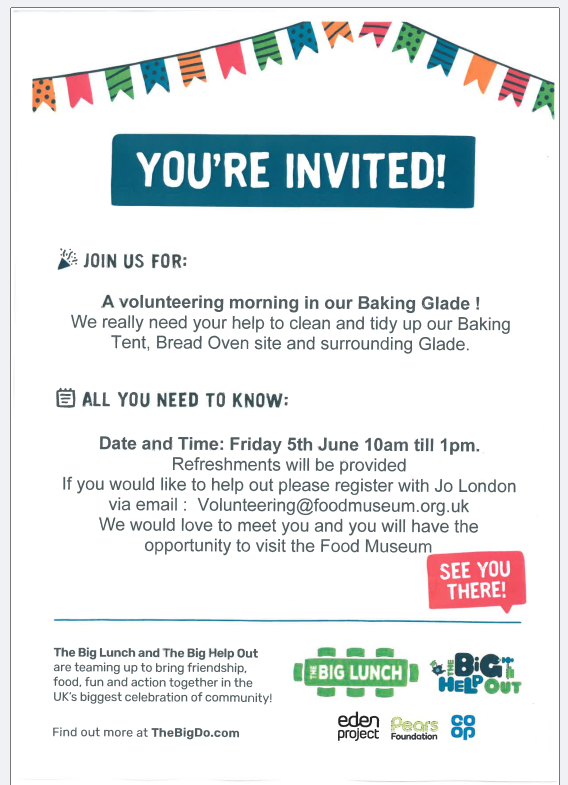 YOU'RE INVITED!
JOIN US FOR:
A volunteering morning in our Baking Glade !
We really need your help to clean and tidy up our Baking
Tent, Bread Oven site and surrounding Glade.
ALL YOU NEED TO KNOW:
Date and Time: Friday 5th June 10am till 1pm.
Refreshments will be provided
If you would like to help out please register with Jo London
via email : Volunteering@foodmuseum.org.uk
We would love to meet you and you will have the
opportunity to visit the Food Museum
SEE YOU
THERE!
The Big Lunch and The Big Help Out
are teaming up to bring friendship,
food, fun and action together in the
UK's biggest celebration of community!
Find out more at TheBigDo.com
THE BIG LUNCH
THE BIG
HELP OUT
eden
project
Pears
Foundation
CO
OP